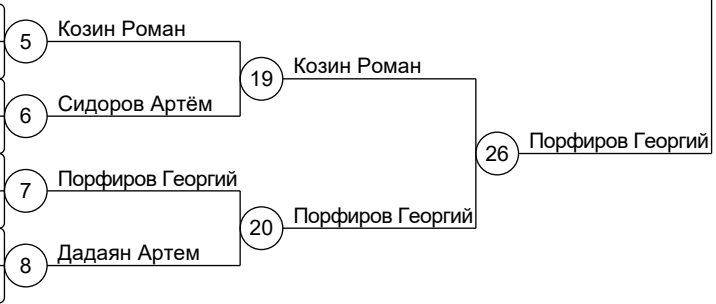 5 Козин Роман
19 Козин Роман
6 Сидоров Артём
26 Порфиров Георгий
7 Порфиров Георгий
20 Порфиров Георгий
8 Дадаян Артем